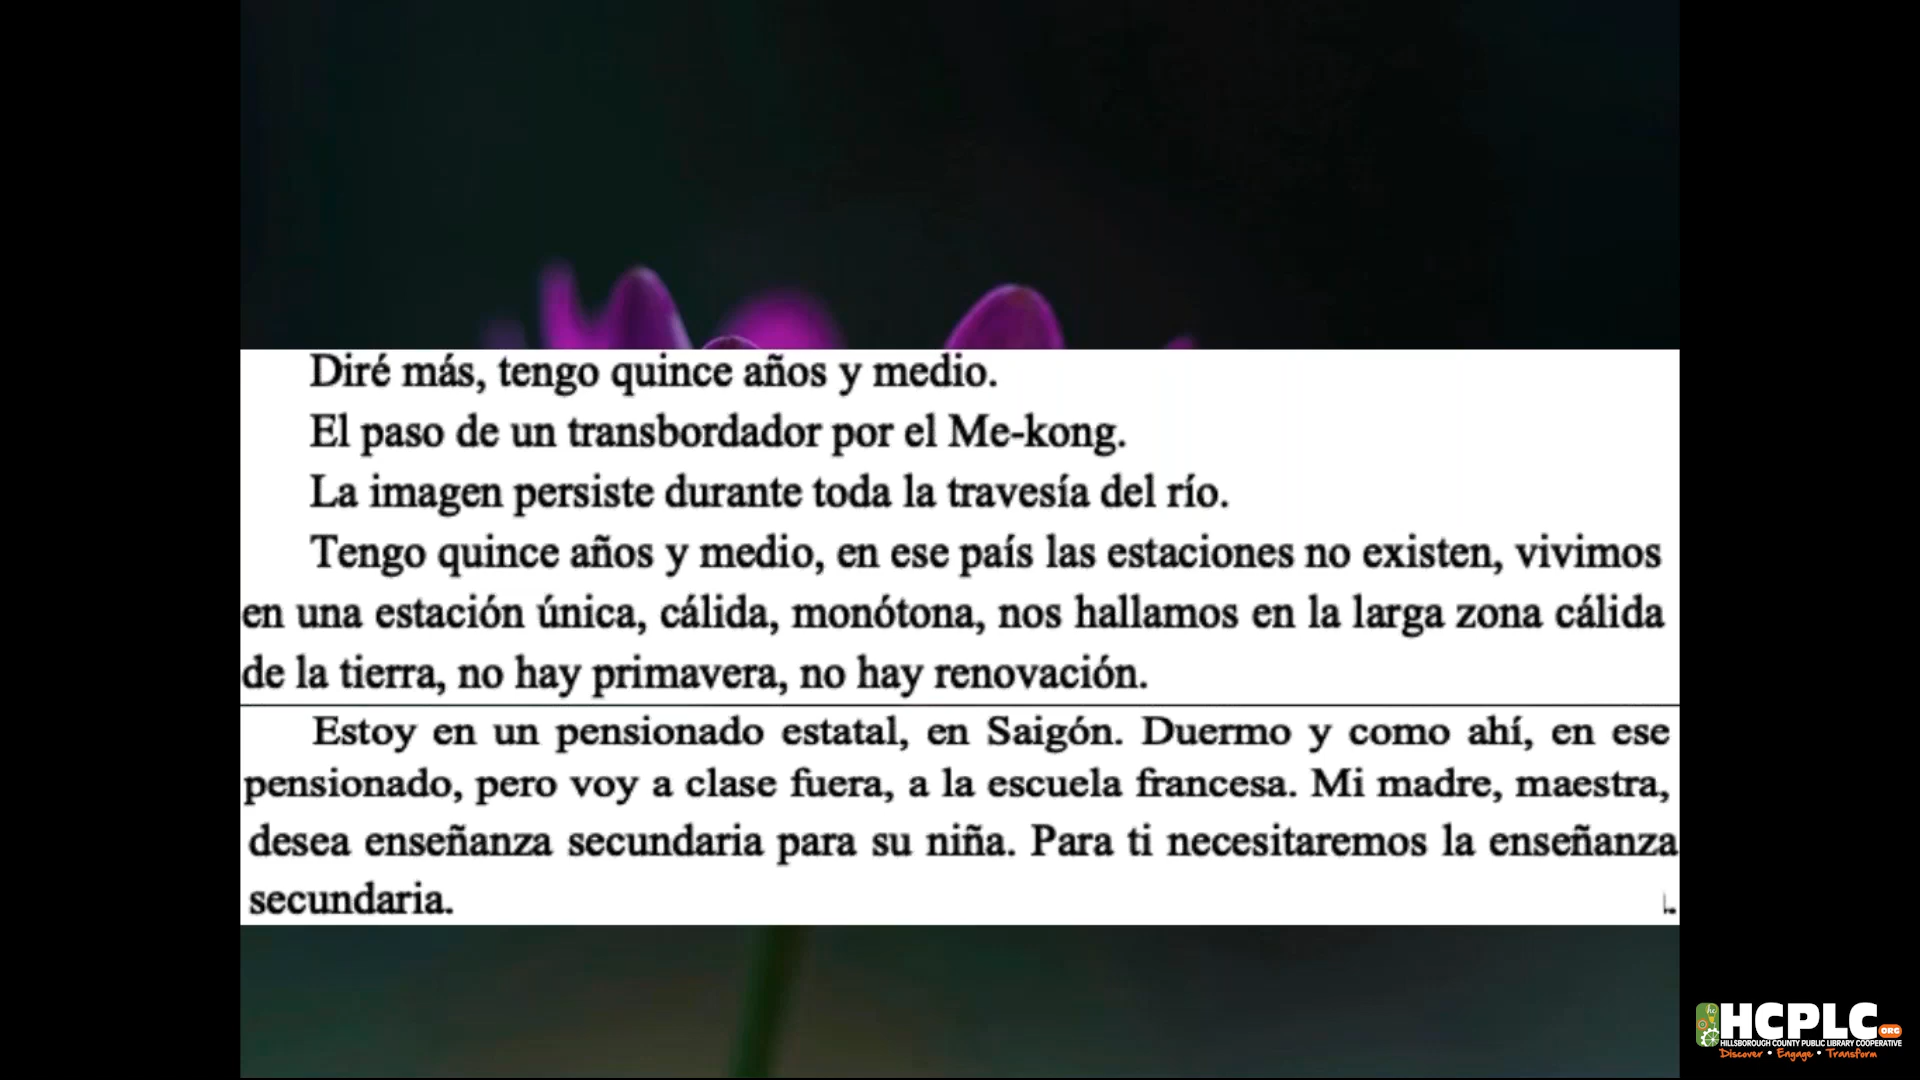 Diré más, tengo quince años y medio.
El paso de un transbordador por el Me-kong.
La imagen persiste durante toda la travesía del río.
Tengo quince años y medio, en ese país las estaciones no existen, vivimos
en una estación única, cálida, monótona, nos hallamos en la larga zona cálida
de la tierra, no hay primavera, no hay renovación.
Estoy en un pensionado estatal, en Saigón. Duermo y como ahí, en ese
pensionado, pero voy a clase fuera, a la escuela francesa. Mi madre, maestra,
desea enseñanza secundaria para su niña. Para ti necesitaremos la enseñanza
secundaria.
HCPLC.ORG
HILLSBOROUGH COUNTY PUBLIC LIBRARY COOPERATIVE
Discover • Engage • Transform